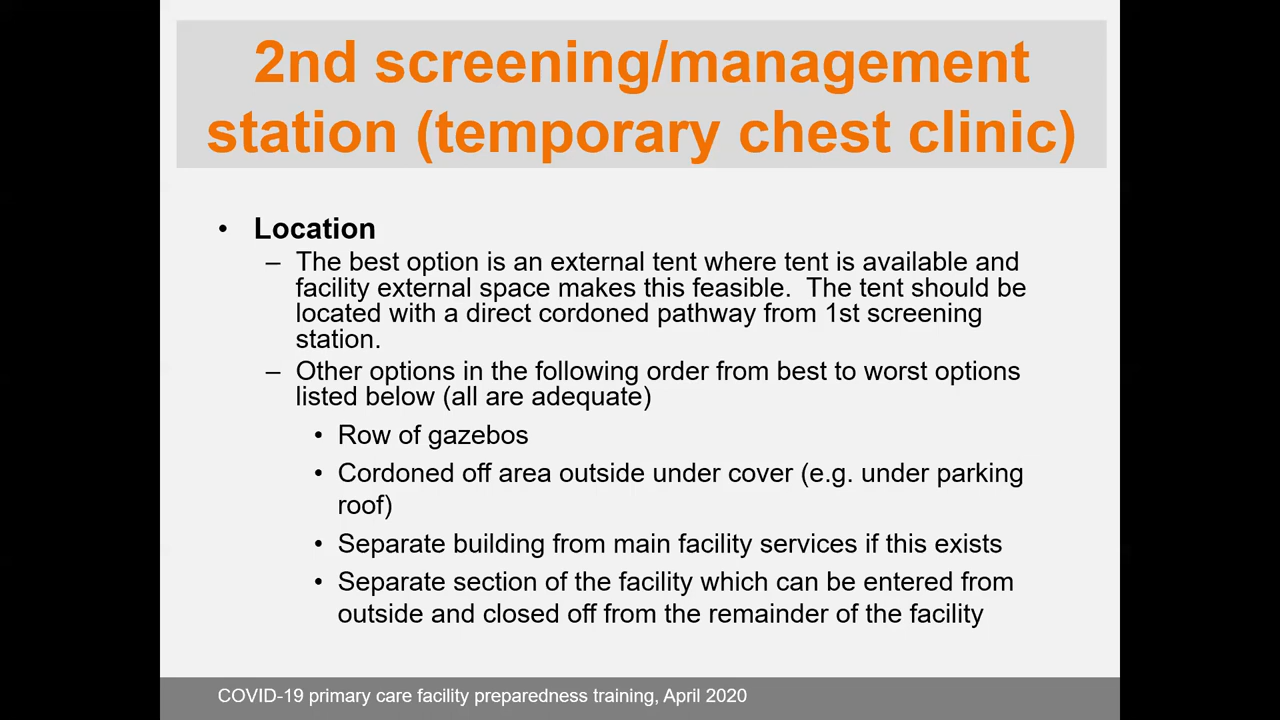 2nd screening/management
station (temporary chest clinic)
• Location
– The best option is an external tent where tent is available and
facility external space makes this feasible.  The tent should be
located with a direct cordoned pathway from 1st screening
station.
– Other options in the following order from best to worst options
listed below (all are adequate)
• Row of gazebos
• Cordoned off area outside under cover (e.g. under parking
roof)
• Separate building from main facility services if this exists
• Separate section of the facility which can be entered from
outside and closed off from the remainder of the facility
COVID-19 primary care facility preparedness training, April 2020